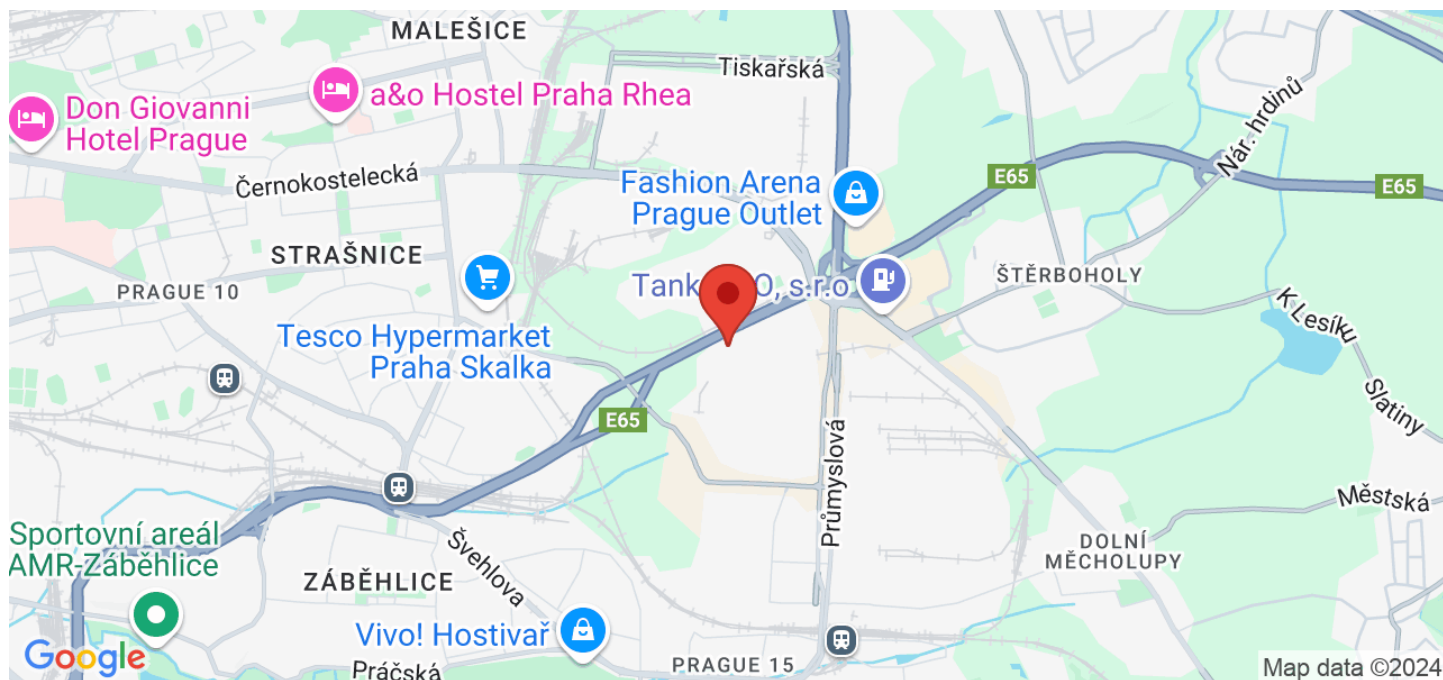 MALEŠICE
Tiskařská
Don Giovanni
Hotel Prague
a&o Hostel Praha Rhea
Nár. hrdinů
Černokostelecká
Fashion Arena
Prague Outlet
E65
E65
STRAŠNICE
PRAGUE 10
Tank
O, s.r.o
ŠTĚRBOHOLY
K Lesíku
Tesco Hypermarket
Praha Skalka
Slatiny
E65
Průmyslová
Městská
Sportovní areál
AMR-Záběhlice
Švehlova
DOLNÍ
MĚCHOLUPY
ZÁBĚHLICE
Vivo! Hostivař
Práčská
PRAGUE 15
Google
Map data ©2024